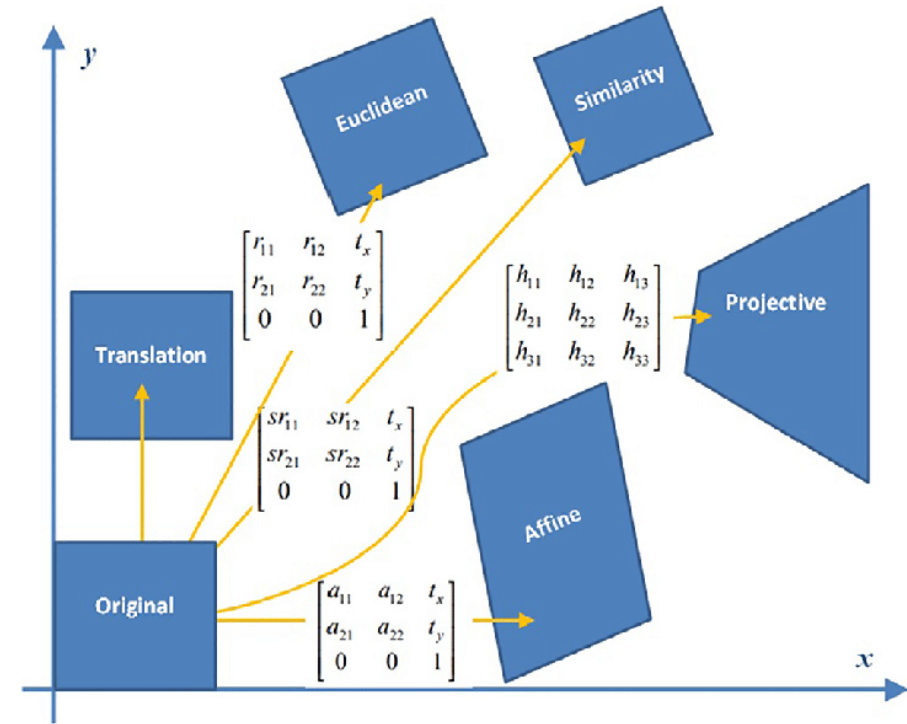 y
Euclidean
Similarity
r11 r12 tx
r21 r22 ty
0 0 1
h11 h12 h13
h21 h22 h23
h31 h32 h33
Projective
Translation
sr11 sr12 tx
sr21 sr22 ty
0 0 1
Affine
Original
a11 a12 tx
a21 a22 ty
0 0 1
x